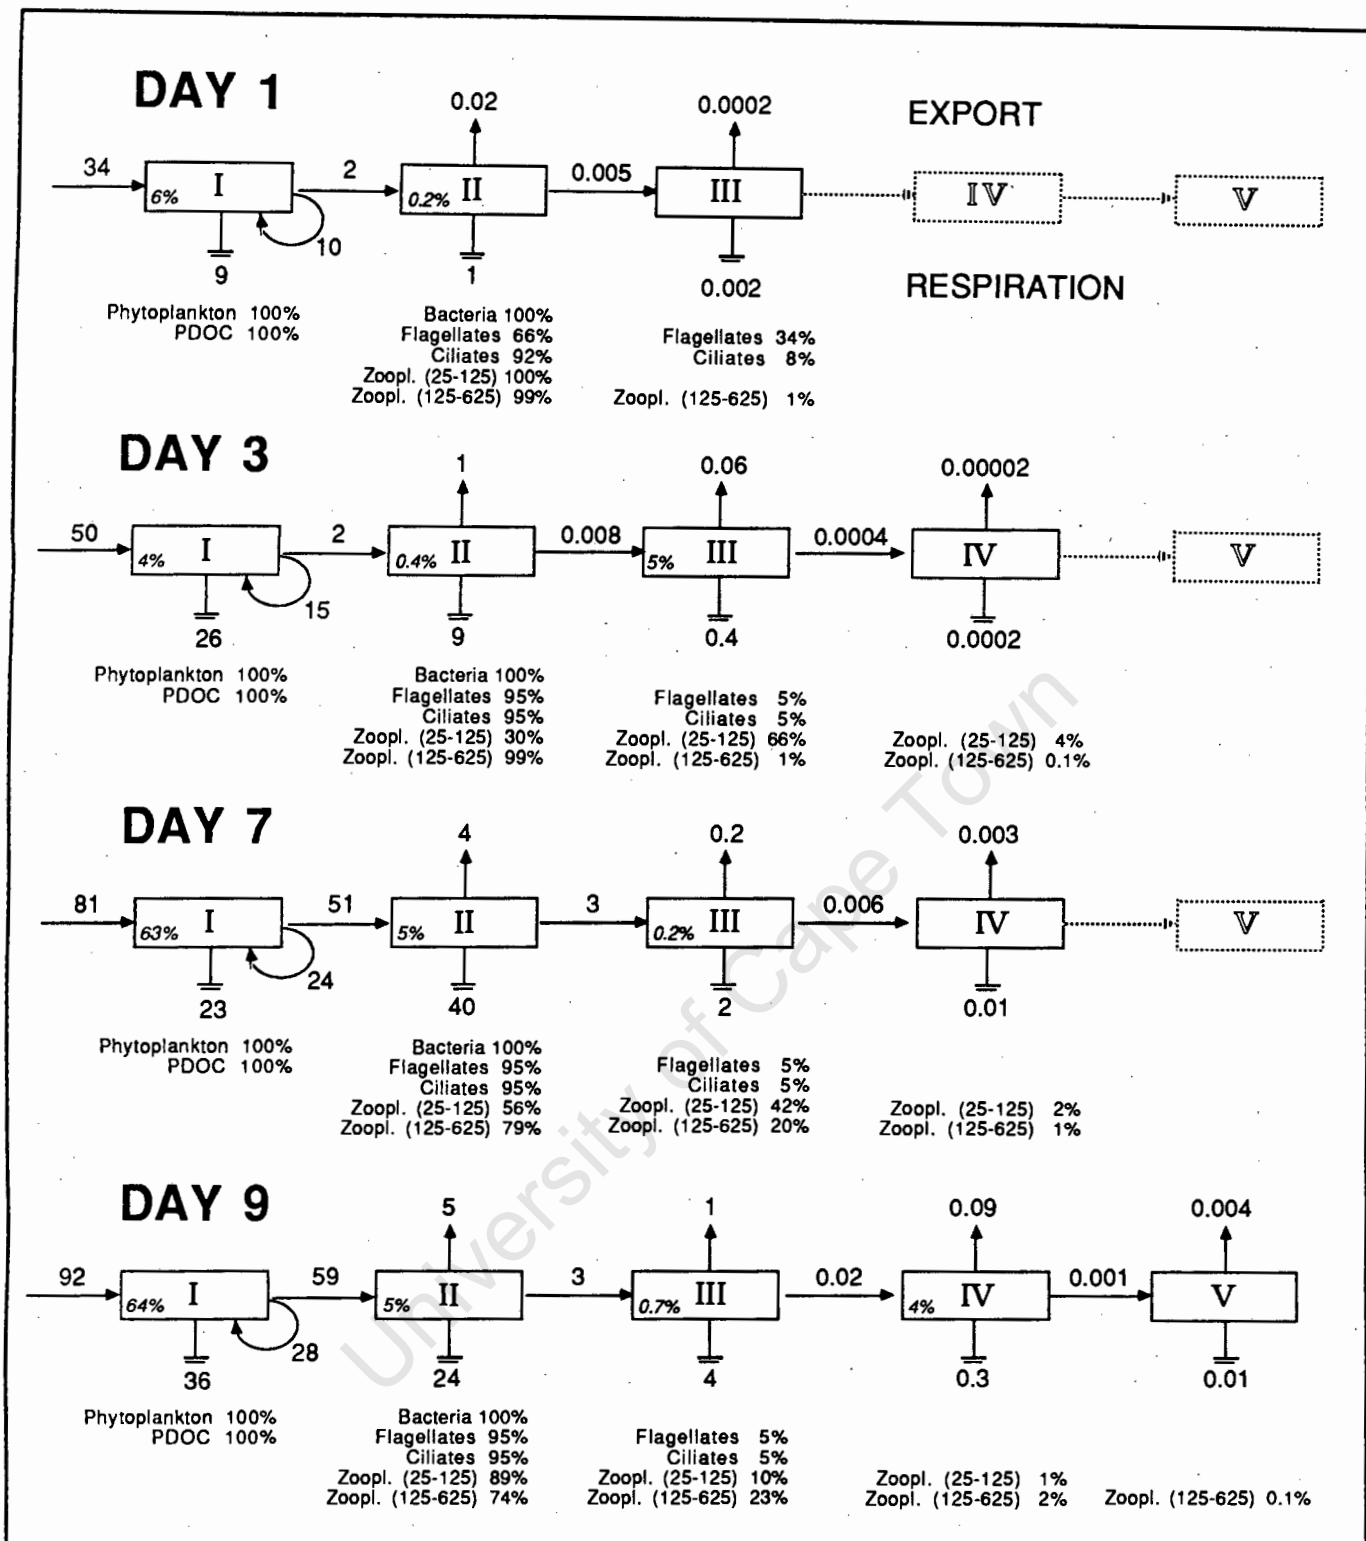 DAY 1
0.02
0.0002
EXPORT
34
I
6%
2
II
0.2%
0.005
III
IV
V
10
9
1
0.002
RESPIRATION
Phytoplankton 100%
PDOC 100%
Bacteria 100%
Flagellates 66%
Ciliates 92%
Zoopl. (25-125) 100%
Zoopl. (125-625) 99%
Flagellates 34%
Ciliates 8%
Zoopl. (125-625) 1%
DAY 3
1
0.06
0.00002
50
I
4%
2
II
0.4%
0.008
III
5%
0.0004
IV
V
15
26
9
0.4
0.0002
Phytoplankton 100%
PDOC 100%
Bacteria 100%
Flagellates 95%
Ciliates 95%
Zoopl. (25-125) 30%
Zoopl. (125-625) 99%
Flagellates 5%
Ciliates 5%
Zoopl. (25-125) 66%
Zoopl. (125-625) 1%
Zoopl. (25-125) 4%
Zoopl. (125-625) 0.1%
DAY 7
4
0.2
0.003
81
I
63%
51
II
5%
3
III
0.2%
0.006
IV
V
24
23
40
2
0.01
Phytoplankton 100%
PDOC 100%
Bacteria 100%
Flagellates 95%
Ciliates 95%
Zoopl. (25-125) 56%
Zoopl. (125-625) 79%
Flagellates 5%
Ciliates 5%
Zoopl. (25-125) 42%
Zoopl. (125-625) 20%
Zoopl. (25-125) 2%
Zoopl. (125-625) 1%
DAY 9
5
1
0.09
0.004
92
I
64%
59
II
5%
3
III
0.7%
0.02
IV
4%
0.001
V
28
36
24
4
0.3
0.01
Phytoplankton 100%
PDOC 100%
Bacteria 100%
Flagellates 95%
Ciliates 95%
Zoopl. (25-125) 89%
Zoopl. (125-625) 74%
Flagellates 5%
Ciliates 5%
Zoopl. (25-125) 10%
Zoopl. (125-625) 23%
Zoopl. (25-125) 1%
Zoopl. (125-625) 2%
Zoopl. (125-625) 0.1%
University of Cape Town